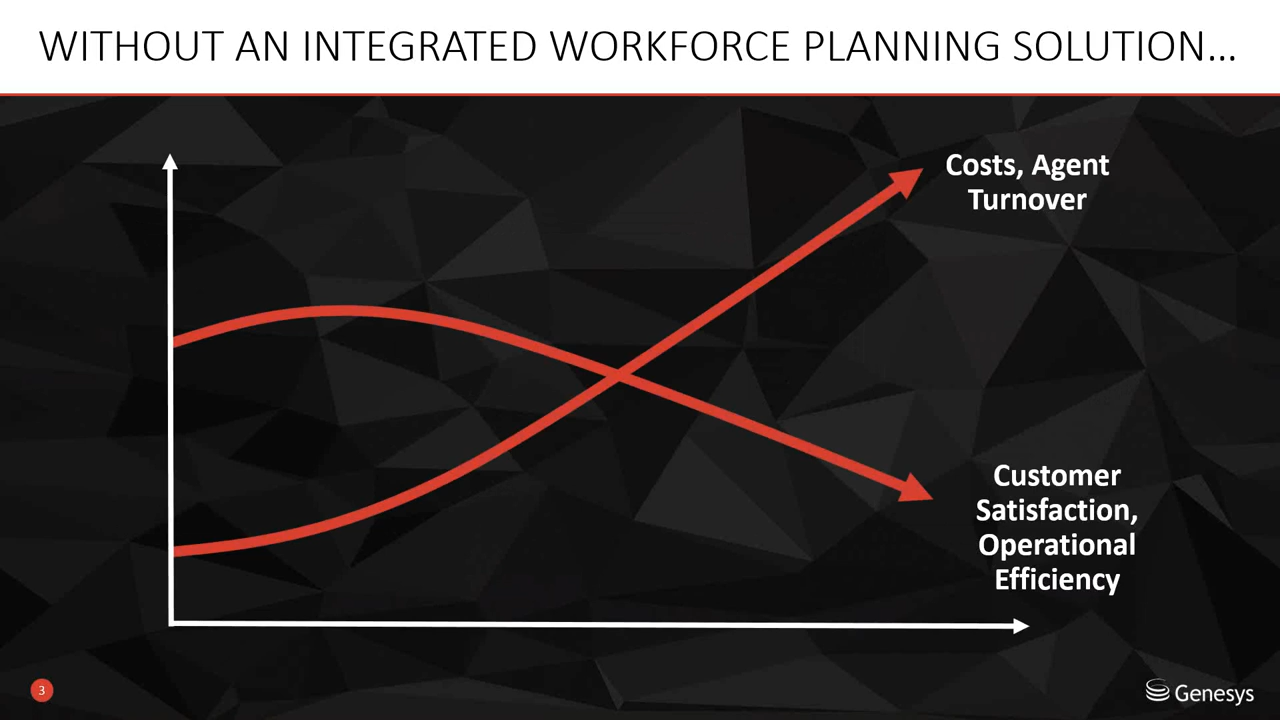 WITHOUT AN INTEGRATED WORKFORCE PLANNING SOLUTION...
Costs, Agent
Turnover
Customer
Satisfaction,
Operational
Efficiency
3
Genesys